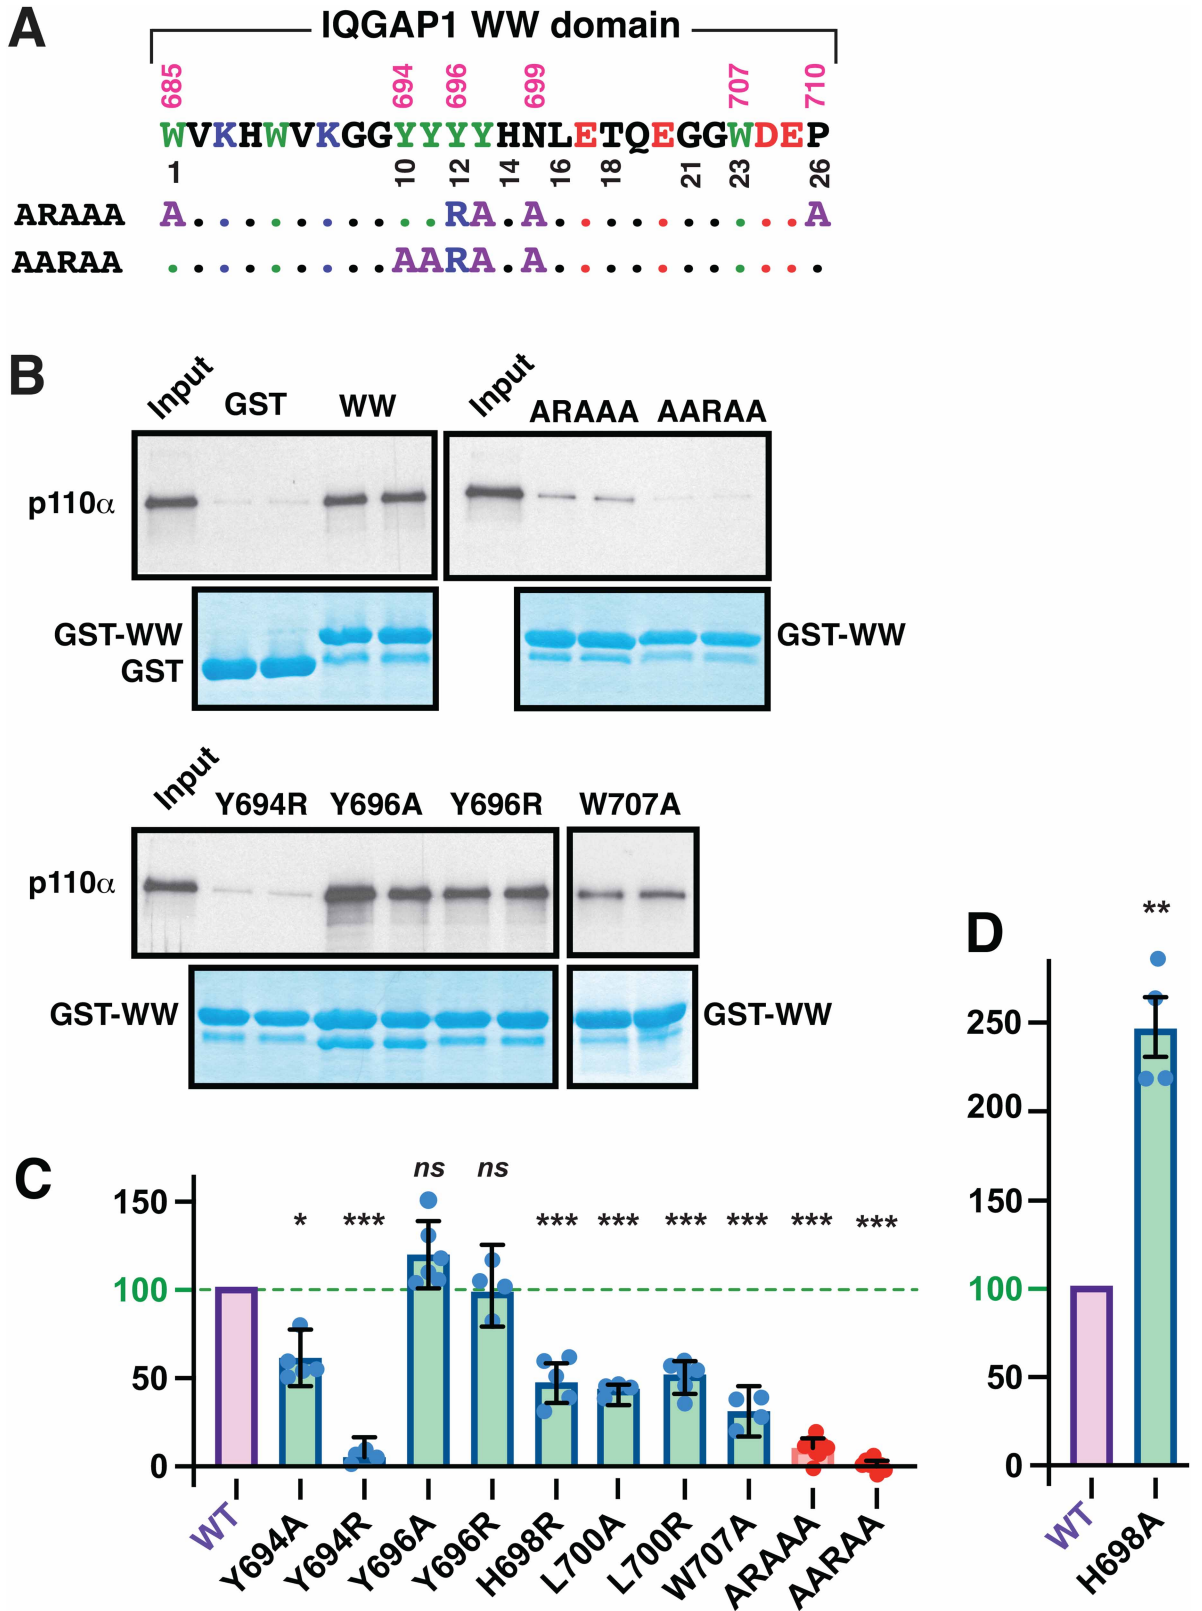 A
IQGAP1 WW domain
685 694 696 699 707 710
WVKHWVKGGYYYYHNLETQEGGWDEP
1 10 12 14 16 18 21 23 26
ARAAA A........... RA.A..........A
AARAA .........AARA.A...........
B
Input GST WW Input ARAAA AARAA
p110α
GST-WW GST-WW
GST
Input Y694R Y696A Y696R W707A
p110α
GST-WW GST-WW
C
ns ns
* *** *** *** *** *** *** ***
150
100
50
0
WT Y694A Y694R Y696A Y696R H698R L700A L700R W707A ARAAA AARAA
D
**
250
200
150
100
50
0
WT H698A